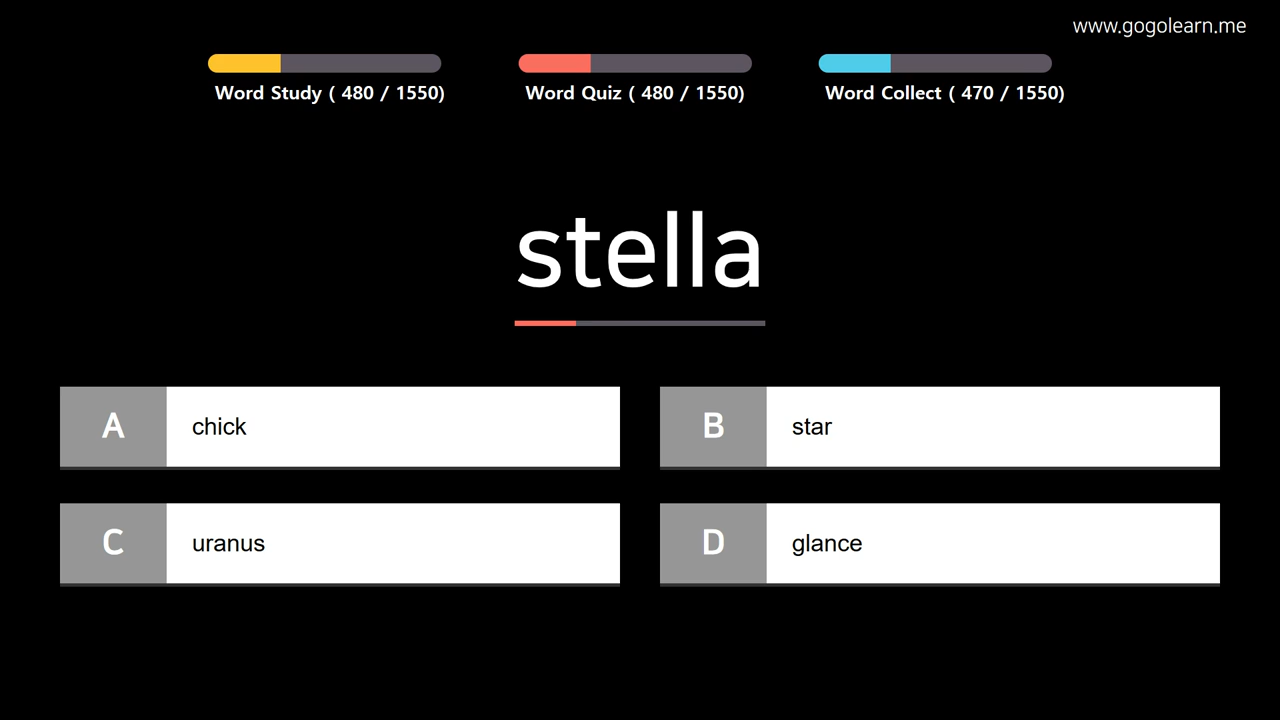 www.gogolearn.me
Word Study ( 480 / 1550)
Word Quiz ( 480 / 1550)
Word Collect ( 470 / 1550)
stella
A chick
B star
C uranus
D glance